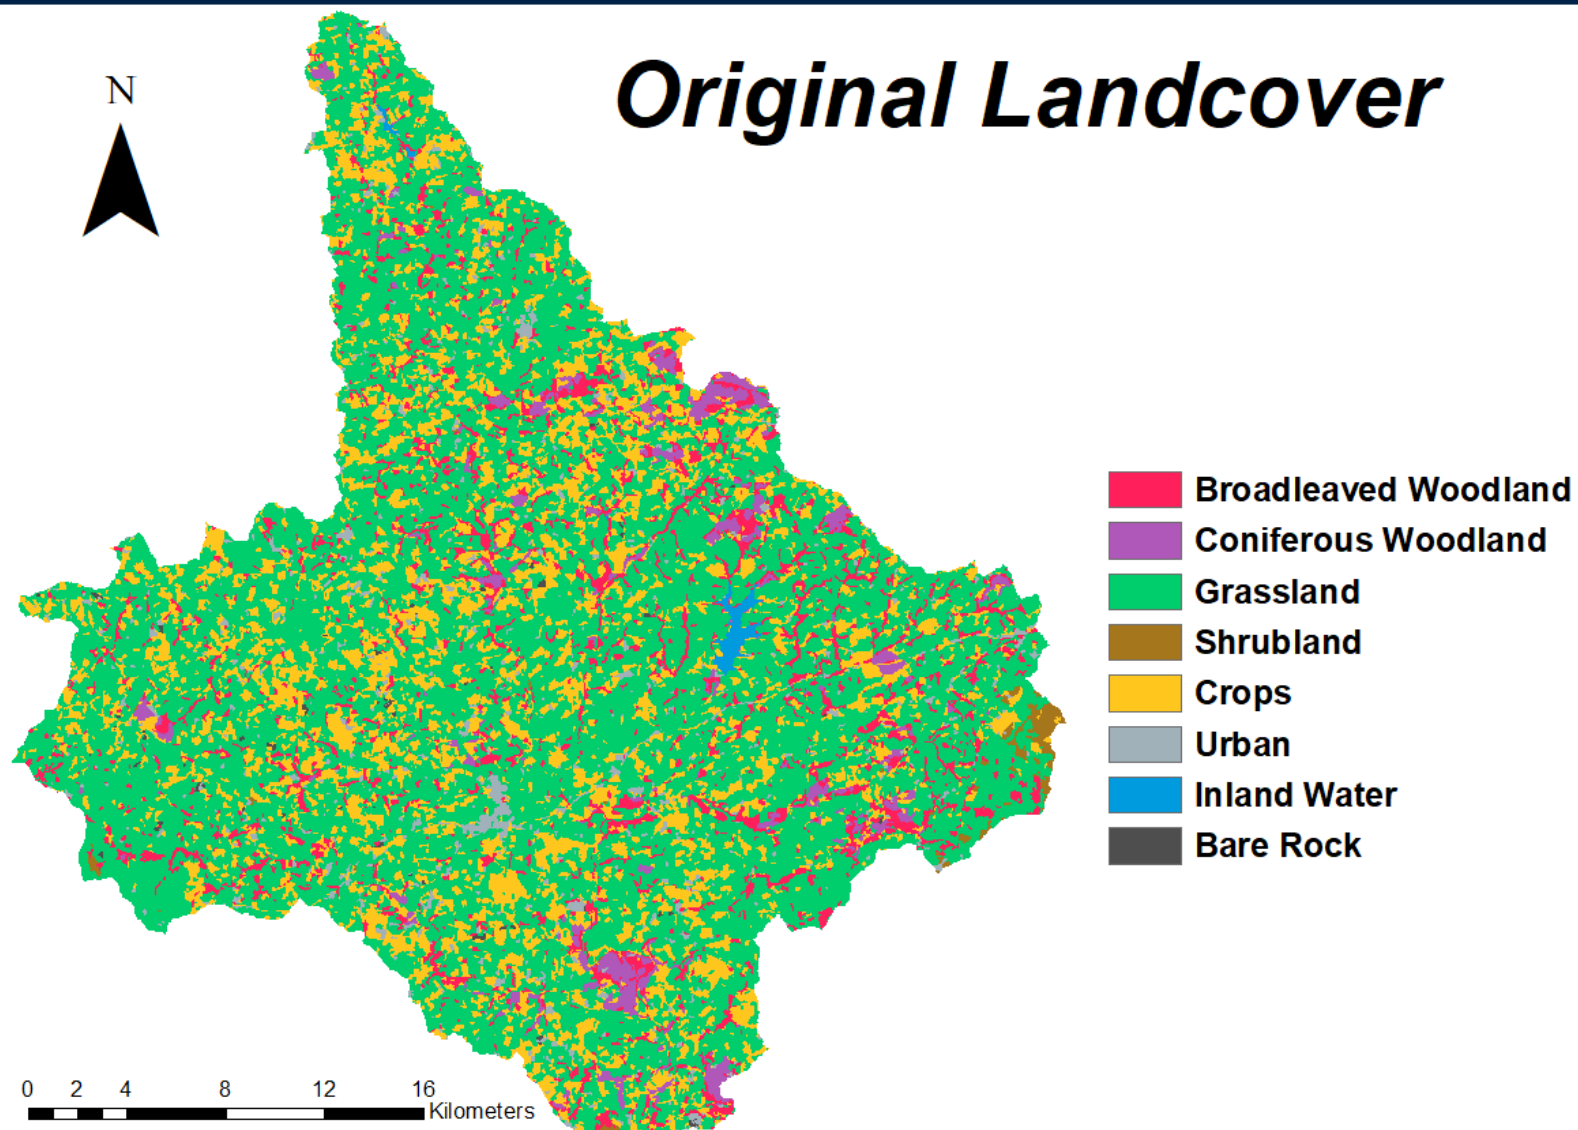 Original Landcover
N
Broadleaved Woodland
Coniferous Woodland
Grassland
Shrubland
Crops
Urban
Inland Water
Bare Rock
0 2 4 8 12 16
Kilometers